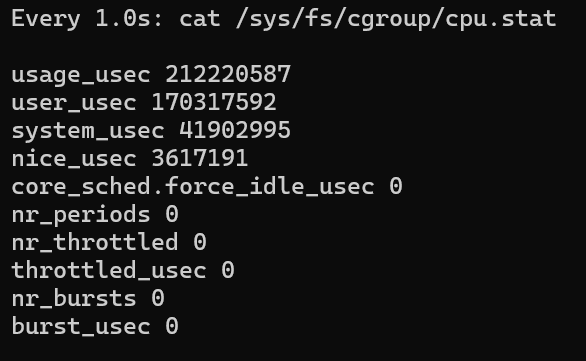 Every 1.0s: cat /sys/fs/cgroup/cpu.stat
usage_usec 212220587
user_usec 170317592
system_usec 41902995
nice_usec 3617191
core_sched.force_idle_usec 0
nr_periods 0
nr_throttled 0
throttled_usec 0
nr_bursts 0
burst_usec 0